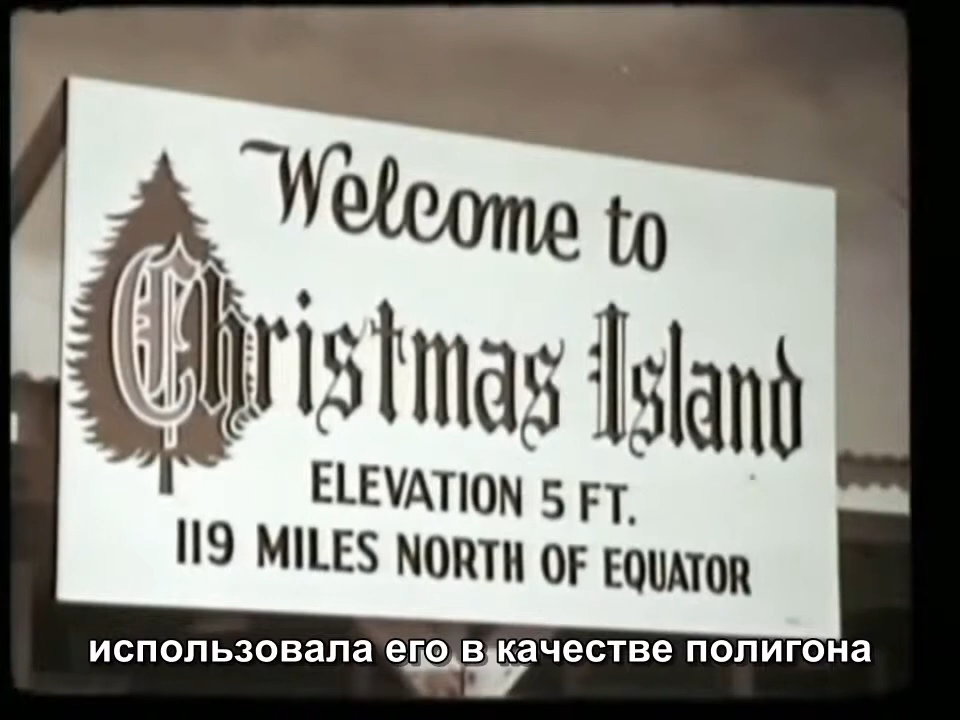 Welcome to
Christmas Island
ELEVATION 5 FT.
119 MILES NORTH OF EQUATOR
использовала его в качестве полигона